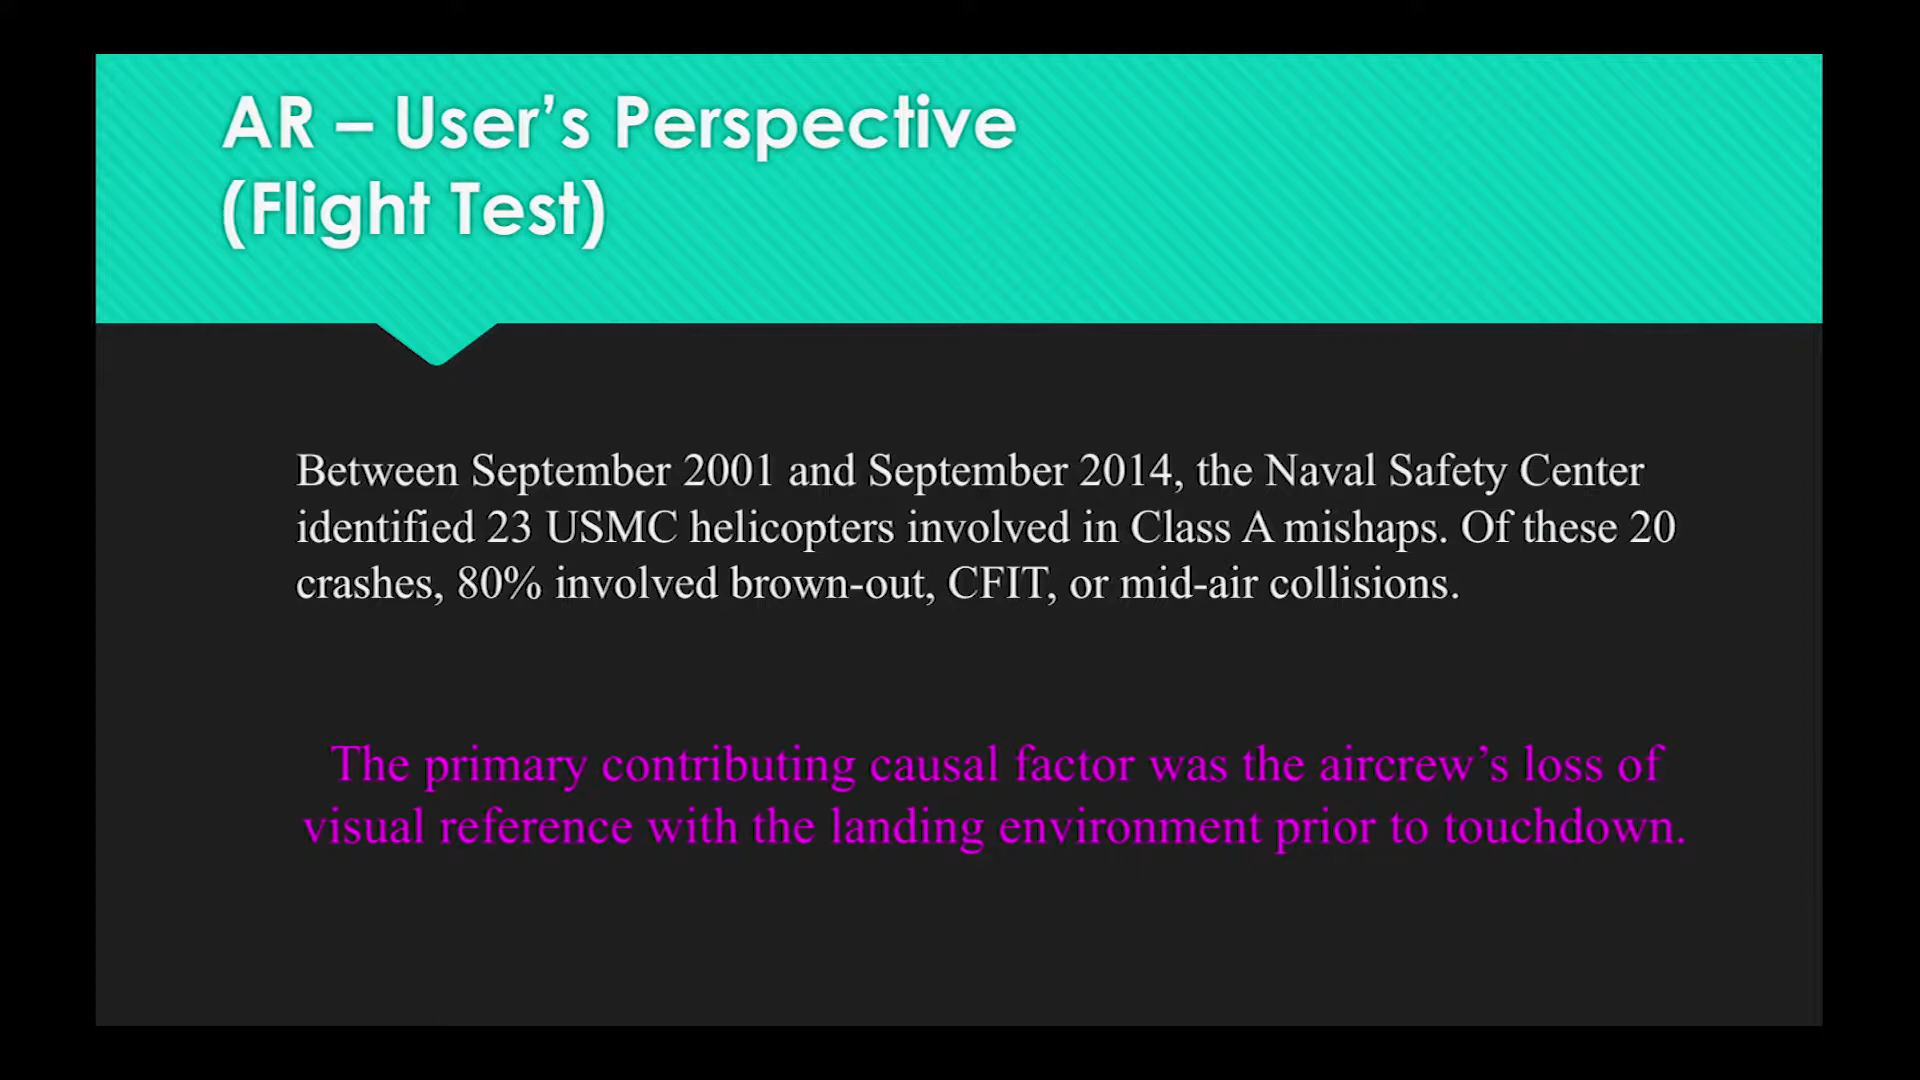 AR – User’s Perspective
(Flight Test)
Between September 2001 and September 2014, the Naval Safety Center
identified 23 USMC helicopters involved in Class A mishaps. Of these 20
crashes, 80% involved brown-out, CFIT, or mid-air collisions.
The primary contributing causal factor was the aircrew’s loss of
visual reference with the landing environment prior to touchdown.